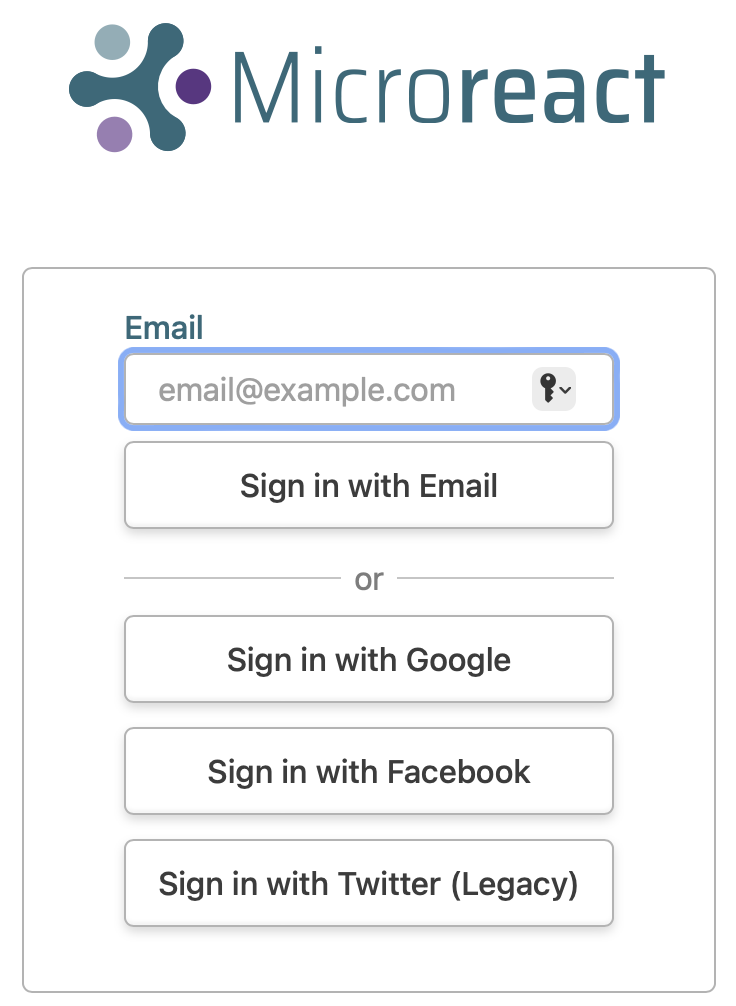 Microreact
Email
email@example.com
Sign in with Email
or
Sign in with Google
Sign in with Facebook
Sign in with Twitter (Legacy)